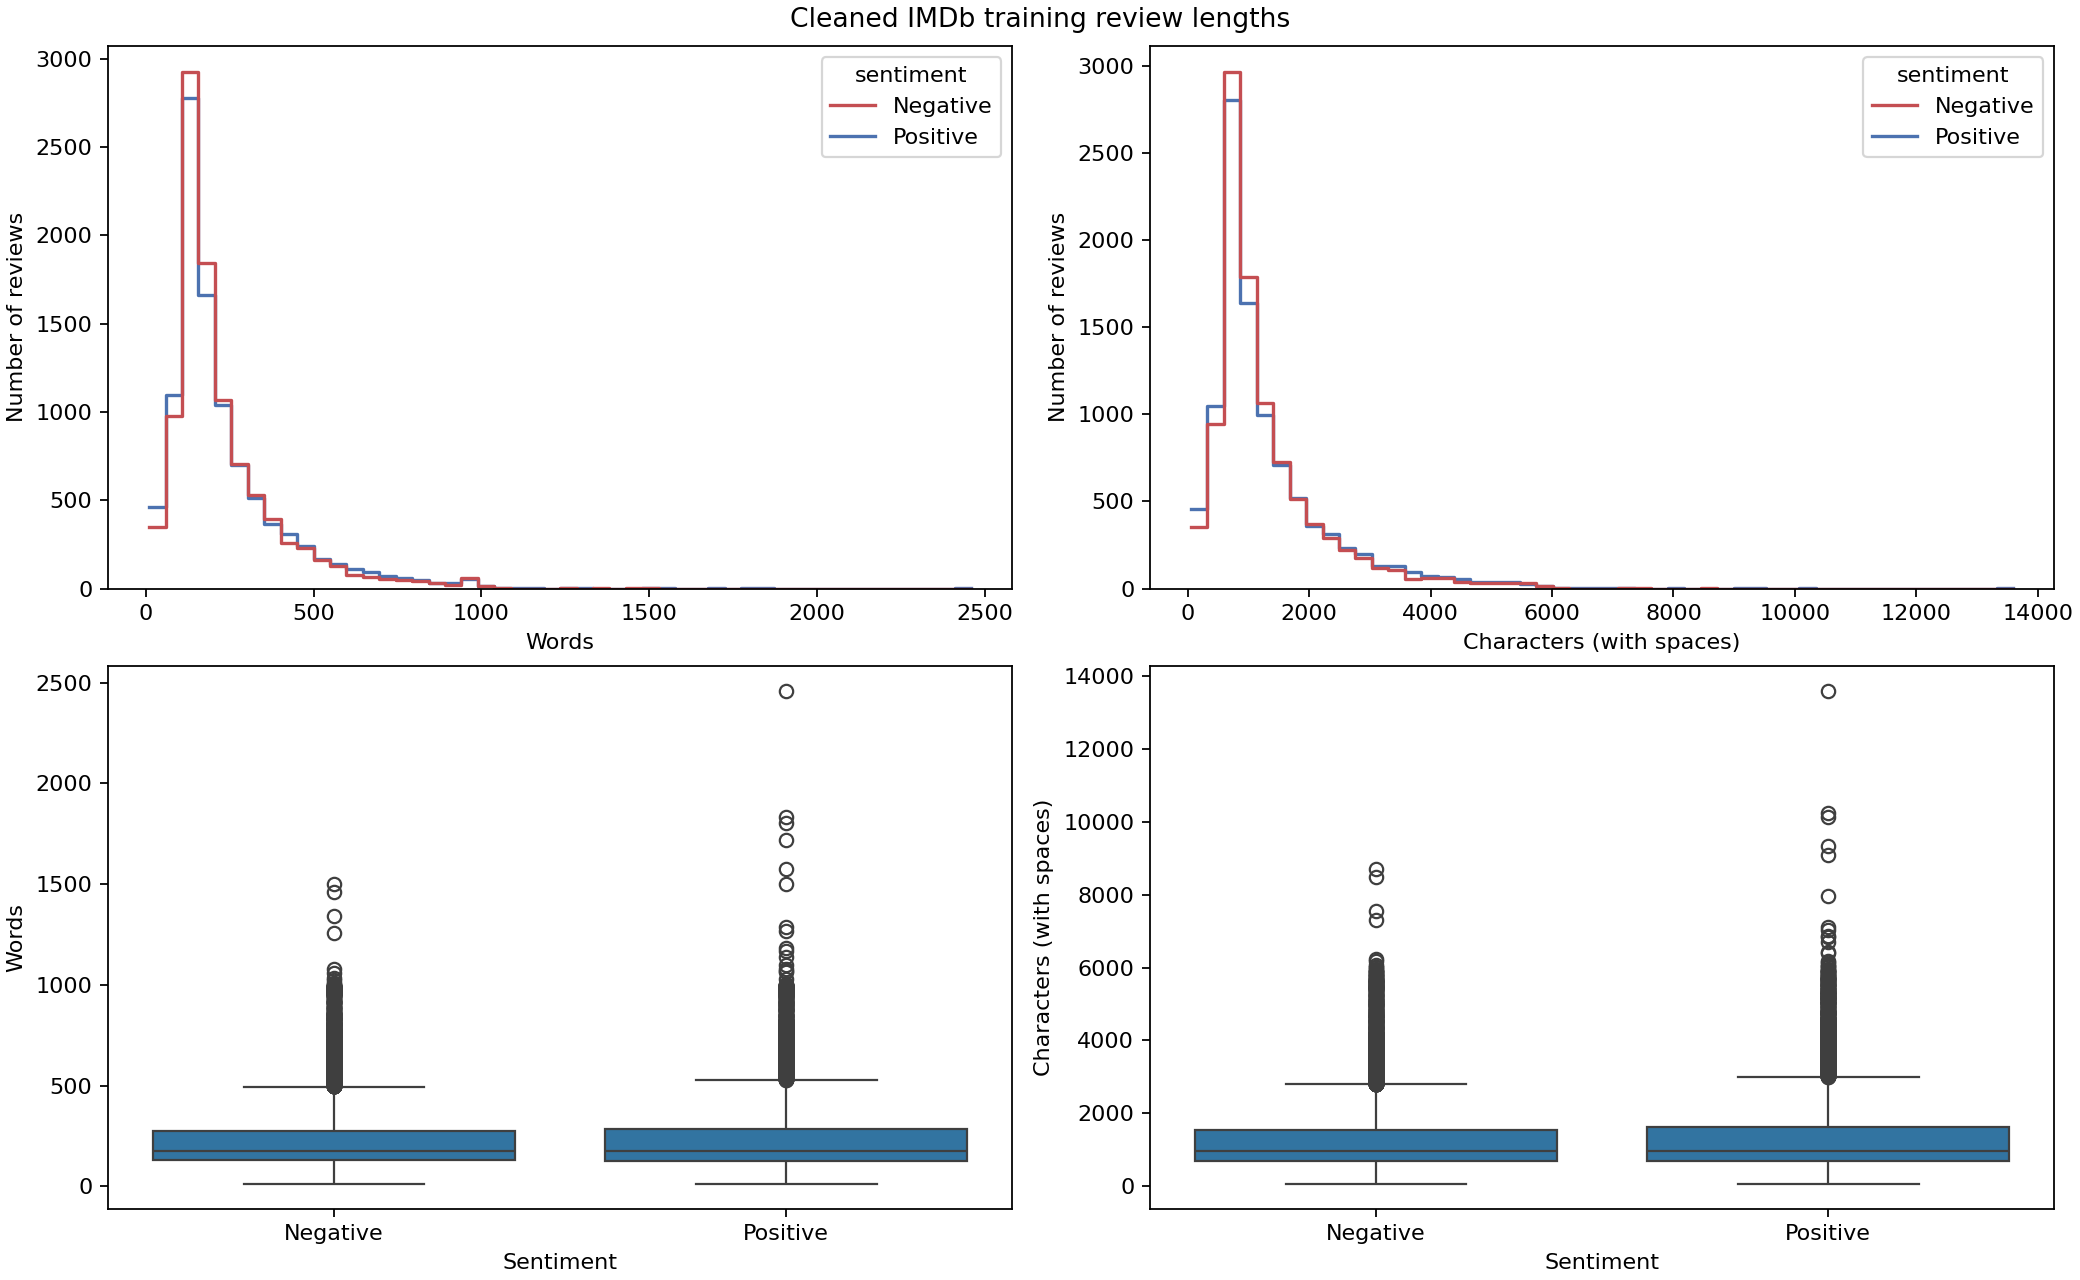 Cleaned IMDb training review lengths
3000
2500
2000
1500
1000
500
0
Number of reviews
sentiment
Negative
Positive
0 500 1000 1500 2000 2500
Words
3000
2500
2000
1500
1000
500
0
Number of reviews
sentiment
Negative
Positive
0 2000 4000 6000 8000 10000 12000 14000
Characters (with spaces)
2500
2000
1500
1000
500
0
Words
Negative Positive
Sentiment
14000
12000
10000
8000
6000
4000
2000
0
Characters (with spaces)
Negative Positive
Sentiment